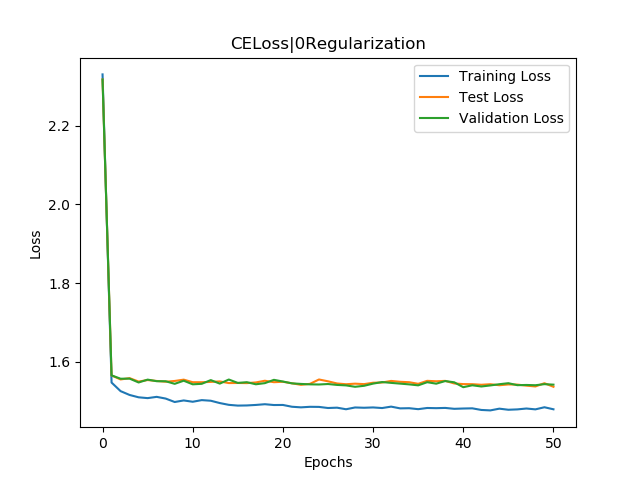 CELoss|0Regularization
Training Loss
Test Loss
Validation Loss
2.2
2.0
1.8
1.6
Loss
0 10 20 30 40 50
Epochs